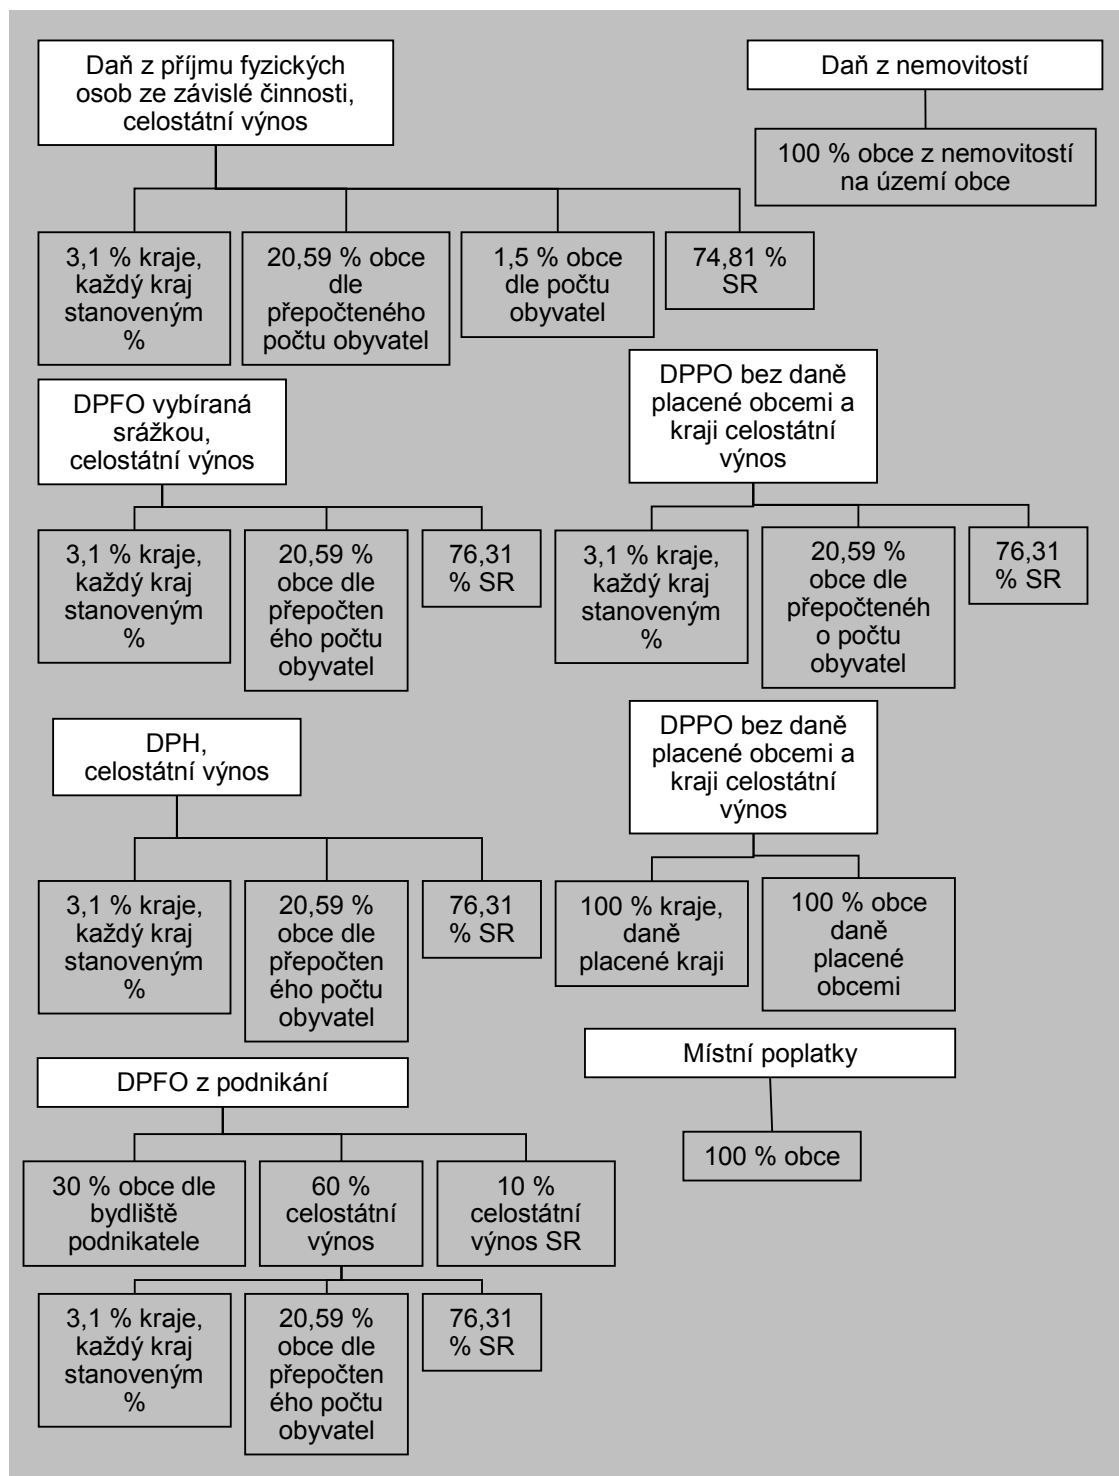 Daň z příjmu fyzických
osob ze závislé činnosti,
celostátní výnos
Daň z nemovitostí
100 % obce z nemovitostí
na území obce
3,1 % kraje,
každý kraj
stanoveným
%
20,59 % obce
dle
přepočteného
počtu obyvatel
1,5 % obce
dle počtu
obyvatel
74,81 %
SR
DPFO vybíraná
srážkou,
celostátní výnos
DPPO bez daně
placené obcemi a
kraji celostátní
výnos
3,1 % kraje,
každý kraj
stanoveným
%
20,59 %
obce dle
přepočten
ého počtu
obyvatel
76,31
% SR
3,1 % kraje,
každý kraj
stanoveným
%
20,59 %
obce dle
přepočtenéh
o počtu
obyvatel
76,31
% SR
DPH,
celostátní výnos
DPPO bez daně
placené obcemi a
kraji celostátní
výnos
3,1 % kraje,
každý kraj
stanoveným
%
20,59 %
obce dle
přepočten
ého počtu
obyvatel
76,31
% SR
100 % kraje,
daně
placené kraji
100 % obce
daně
placené
obcemi
DPFO z podnikání
Místní poplatky
100 % obce
30 % obce dle
bydliště
podnikatele
60 %
celostátní
výnos
10 %
celostátní
výnos SR
3,1 % kraje,
každý kraj
stanoveným
%
20,59 %
obce dle
přepočten
ého počtu
obyvatel
76,31
% SR